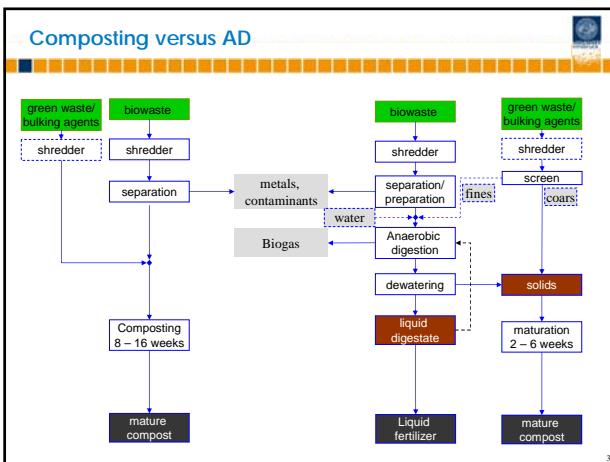 Composting versus AD
green waste/
bulking agents
biowaste
shredder
shredder
separation
metals,
contaminants
water
Biogas
Composting
8 – 16 weeks
mature
compost
biowaste
green waste/
bulking agents
shredder
shredder
screen
separation/
preparation
fines
coars
Anaerobic
digestion
dewatering
solids
liquid
digestate
maturation
2 – 6 weeks
Liquid
fertilizer
mature
compost
3